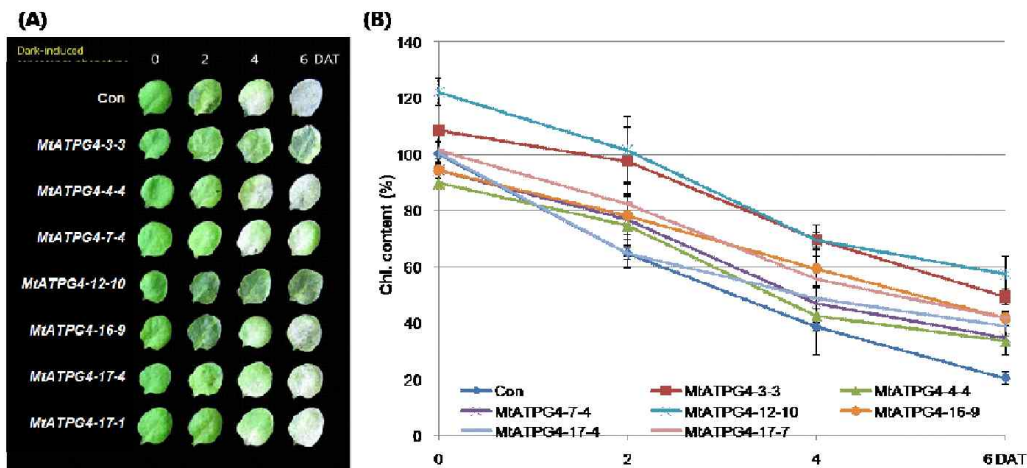 (A)
Dark-induced
0 2 4 6 DAT
Con
MtATPG4-3-3
MtATPG4-4-4
MtATPG4-7-4
MtATPG4-12-10
MtATPG4-16-9
MtATPG4-17-4
MtATPG4-17-1
(B)
Chl. content (%)
140
120
100
80
60
40
20
0
0 2 4 6 DAT
Con MtATPG4-3-3 MtATPG4-4-4
MtATPG4-7-4 MtATPG4-12-10 MtATPG4-15-9
MtATPG4-17-4 MtATPG4-17-7